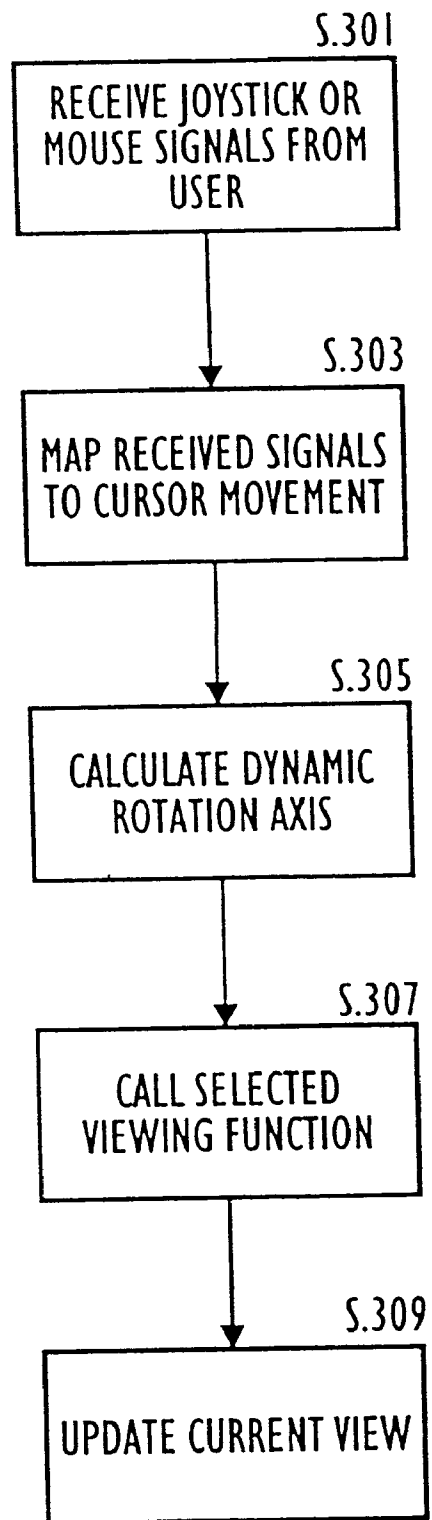 S.301
RECEIVE JOYSTICK OR
MOUSE SIGNALS FROM
USER
S.303
MAP RECEIVED SIGNALS
TO CURSOR MOVEMENT
S.305
CALCULATE DYNAMIC
ROTATION AXIS
S.307
CALL SELECTED
VIEWING FUNCTION
S.309
UPDATE CURRENT VIEW